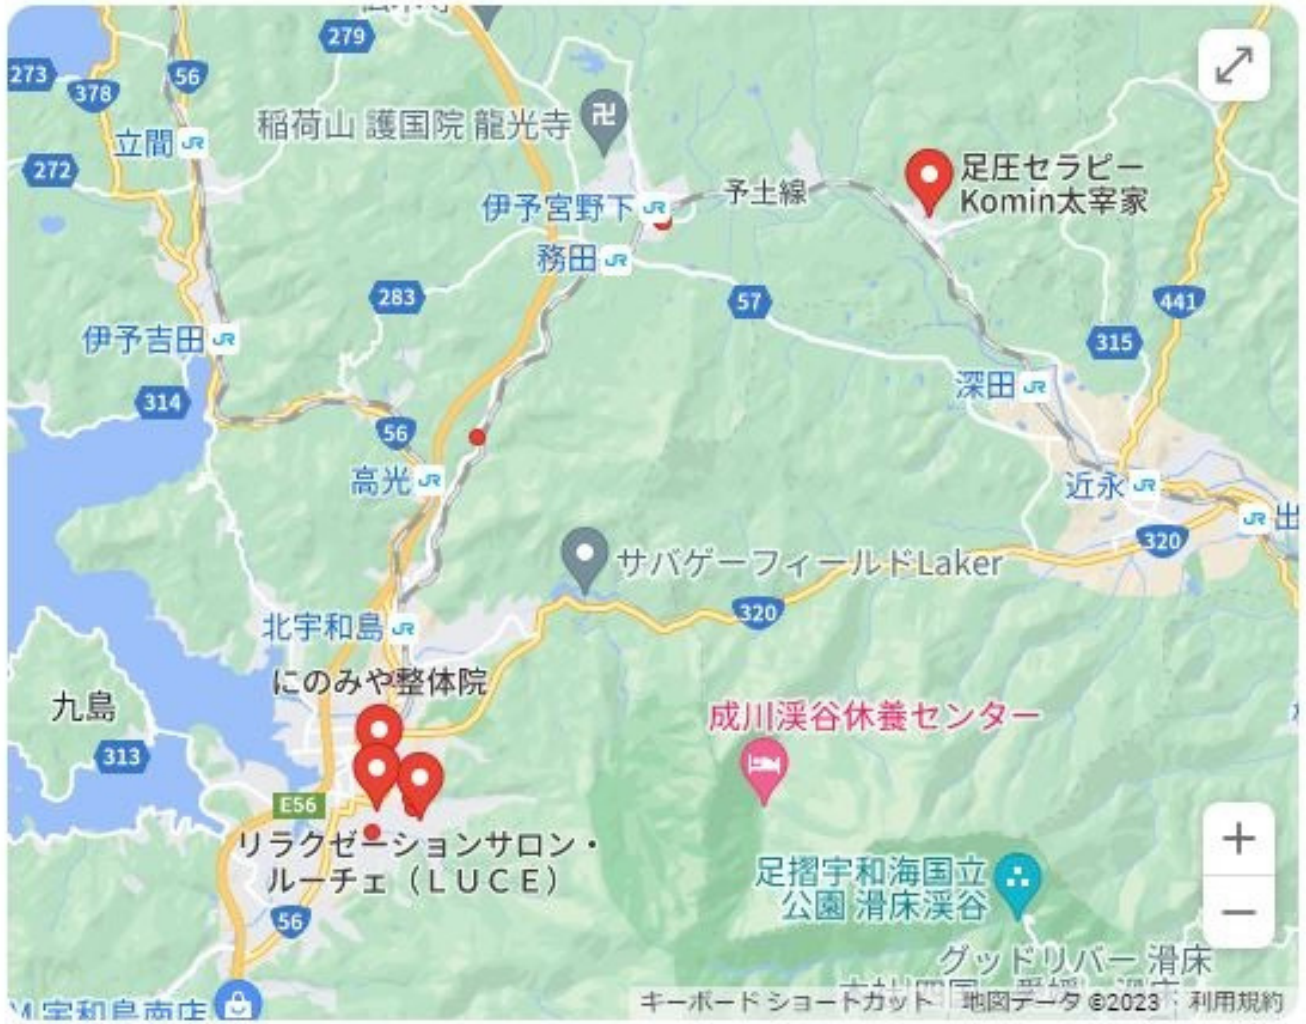 279
273
378
56
稲荷山 護国院 龍光寺
立間
272
足圧セラピー
Komin太宰家
伊予宮野下
予土線
務田
283
57
441
伊予吉田
315
314
深田
56
高光
近永
出
320
サバゲーフィールドLaker
320
北宇和島
にのみや整体院
九島
成川渓谷休養センター
313
E56
リラクゼーションサロン・
ルーチェ（ＬＵＣＥ）
足摺宇和海国立
公園 滑床渓谷
56
グッドリバー 滑床
宇和島南店
キーボード ショートカット
地図データ ©2023
利用規約